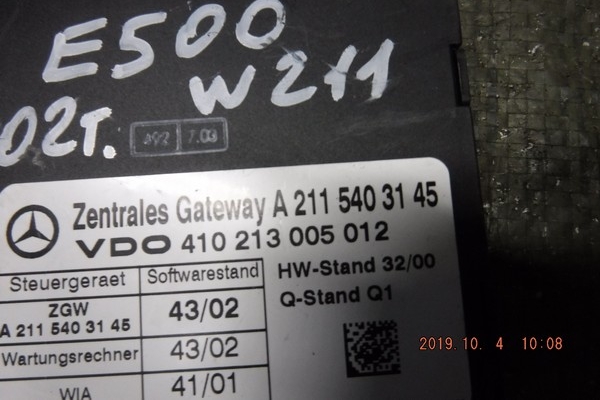 E500
W211
02г.
492 7.03
Zentrales Gateway A 211 540 31 45
VDO 410 213 005 012
Steuergeraet Softwarestand
HW-Stand 32/00
Q-Stand Q1
ZGW
A 211 540 31 45 43/02
Wartungsrechner 43/02
WIA 41/01
2019.10. 4 10:08